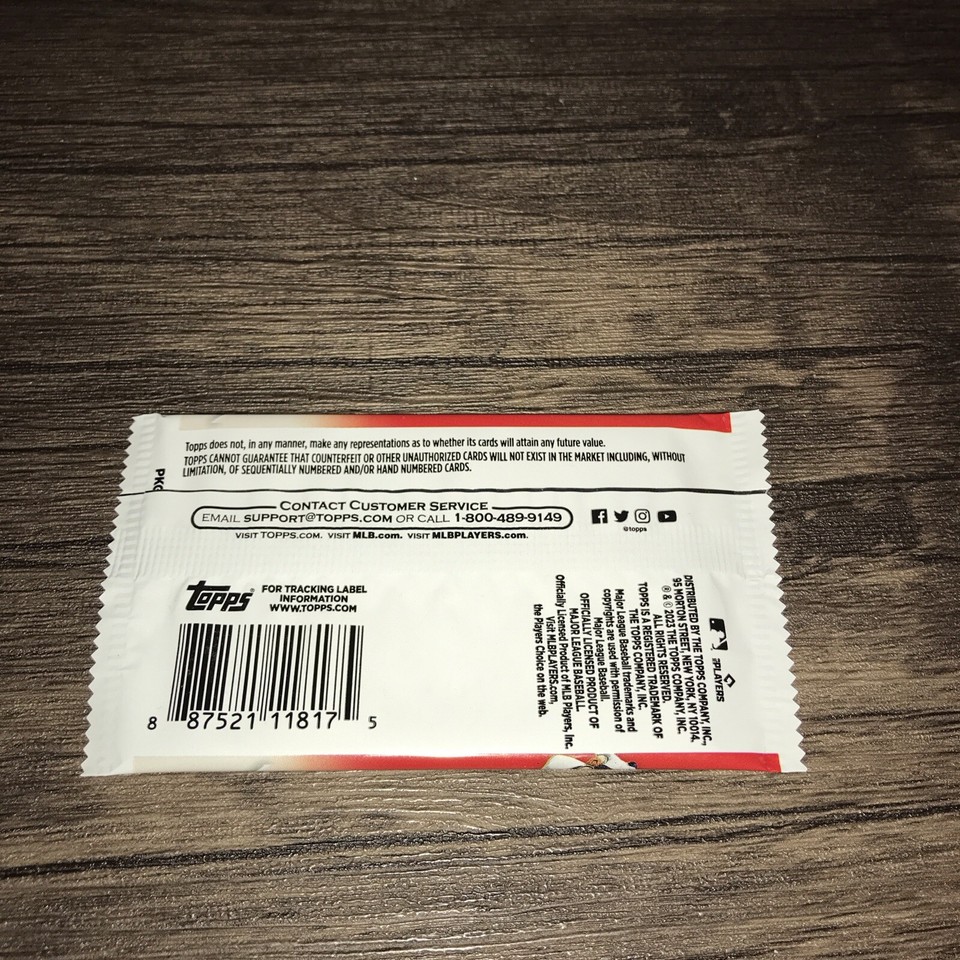 Topps does not, in any manner, make any representations as to whether its cards will attain any future value.
TOPPS CANNOT GUARANTEE THAT COUNTERFEIT OR OTHER UNAUTHORIZED CARDS WILL NOT EXIST IN THE MARKET INCLUDING, WITHOUT
LIMITATION, OF SEQUENTIALLY NUMBERED AND/OR HAND NUMBERED CARDS.
CONTACT CUSTOMER SERVICE
EMAIL SUPPORT@TOPPS.COM OR CALL 1-800-489-9149
VISIT TOPPS.COM. VISIT MLB.com. VISIT MLBPLAYERS.com.
@topps
topps®
FOR TRACKING LABEL
INFORMATION
WWW.TOPPS.COM
8 87521 11817 5
PLAYERS
DISTRIBUTED BY THE TOPPS COMPANY, INC.,
95 MORTON STREET, NEW YORK, NY 10014.
® & © 2023 THE TOPPS COMPANY, INC.
ALL RIGHTS RESERVED.
TOPPS IS A REGISTERED TRADEMARK OF
THE TOPPS COMPANY, INC.
Major League Baseball trademarks and
copyrights are used with permission of
Major League Baseball.
OFFICIALLY LICENSED PRODUCT OF
MAJOR LEAGUE BASEBALL.
Officially Licensed Product of MLB Players, Inc.
Visit MLBPLAYERS.com,
the Players Choice on the web.